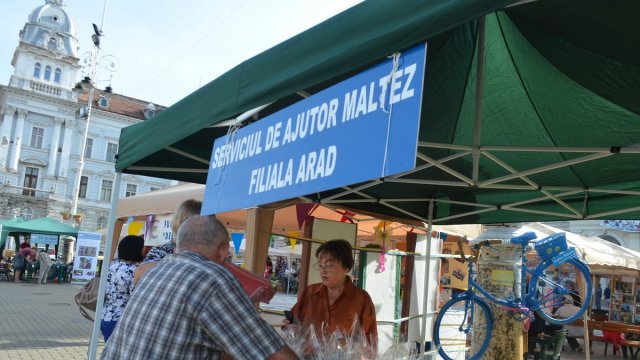 SERVICIUL DE AJUTOR MALTEZ
FILIALA ARAD